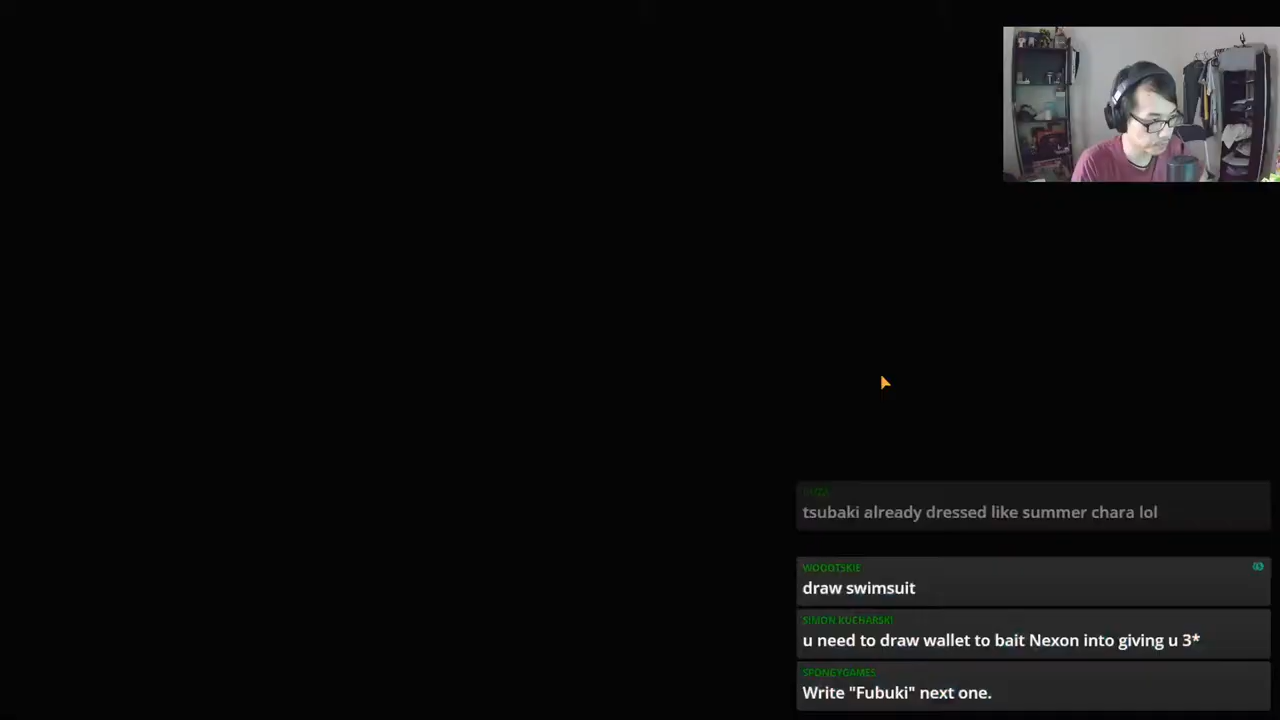 tsubaki already dressed like summer chara lol
WOOOTSKIE
draw swimsuit
SIMON KUCHARSKI
u need to draw wallet to bait Nexon into giving u 3*
SPONGYGAMES
Write "Fubuki" next one.